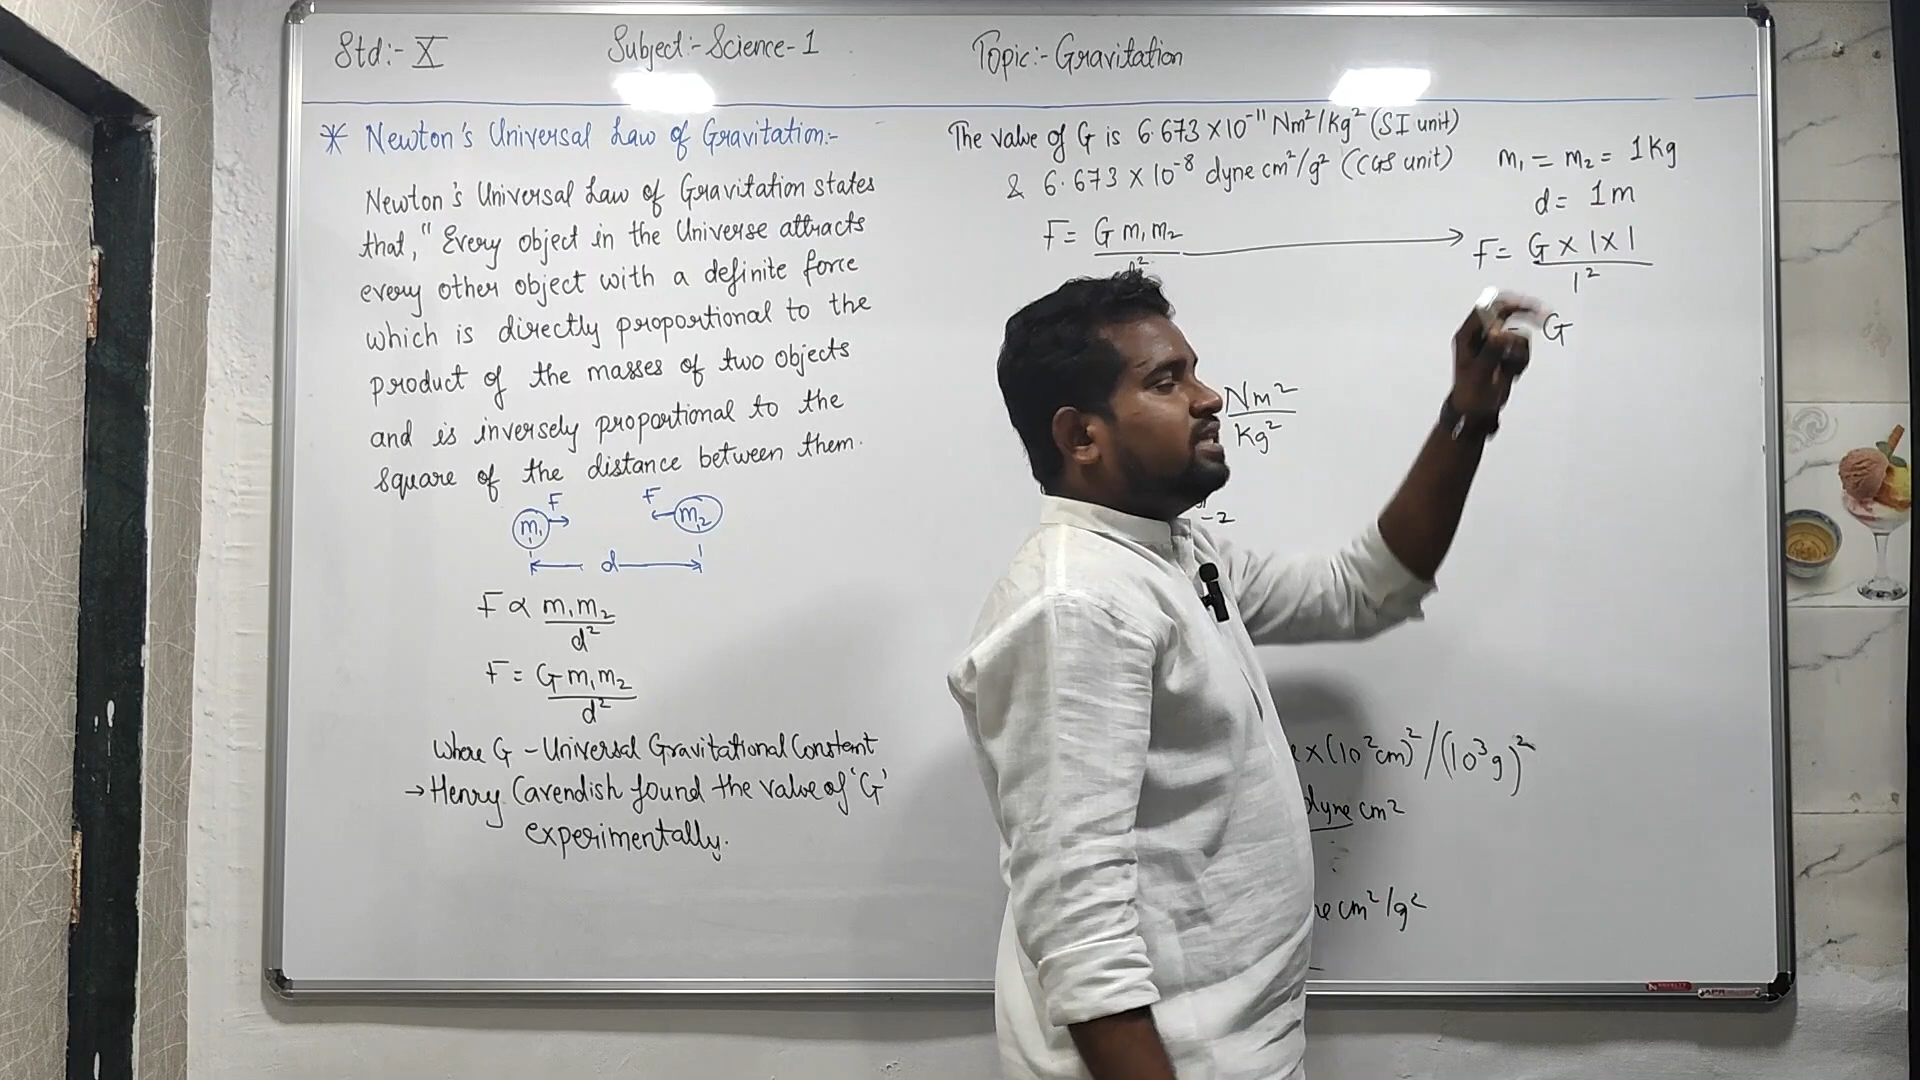 Std:- X
Subject:- Science-1
Topic:- Gravitation
* Newton's Universal Law of Gravitation:-
Newton's Universal Law of Gravitation states
that, "Every object in the Universe attracts
every other object with a definite force
which is directly proportional to the
product of the masses of two objects
and is inversely proportional to the
square of the distance between them.
F F
m₁ m₂
d
F ∝ m₁m₂
d²
F = G m₁m₂
d²
where G - Universal Gravitational Constant
→ Henry Cavendish found the value of 'G'
experimentally.
The value of G is 6.673 × 10⁻¹¹ Nm²/kg² (SI unit)
& 6.673 × 10⁻⁸ dyne cm²/g² (CGS unit)
F = G m₁m₂
d²
Nm²
kg²
-2
x(10²cm)²/(10³g)²
dyne cm²
cm²/g²
m₁ = m₂ = 1kg
d = 1m
F = G × 1 × 1
1²
G